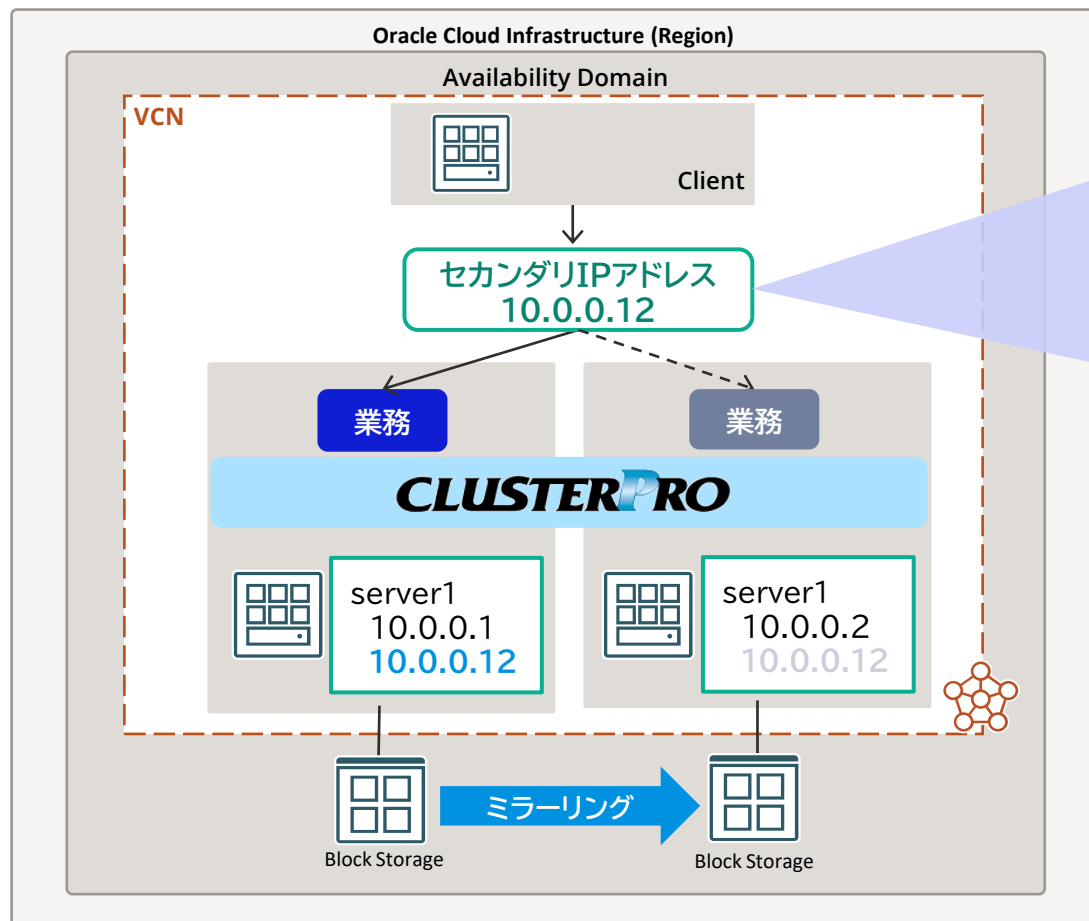 Oracle Cloud Infrastructure (Region)
Availability Domain
VCN
Client
セカンダリIPアドレス
10.0.0.12
業務
業務
CLUSTERPRO
server1
10.0.0.1
10.0.0.12
server1
10.0.0.2
10.0.0.12
ミラーリング
Block Storage
Block Storage